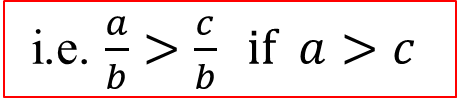 i.e. a/b > c/b if a > c